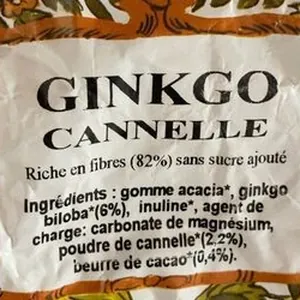 GINKGO
CANNELLE
Riche en fibres (82%) sans sucre ajouté
Ingrédients : gomme acacia*, ginkgo
biloba*(6%), inuline*, agent de
charge: carbonate de magnésium,
poudre de cannelle*(2,2%),
beurre de cacao*(0,4%).